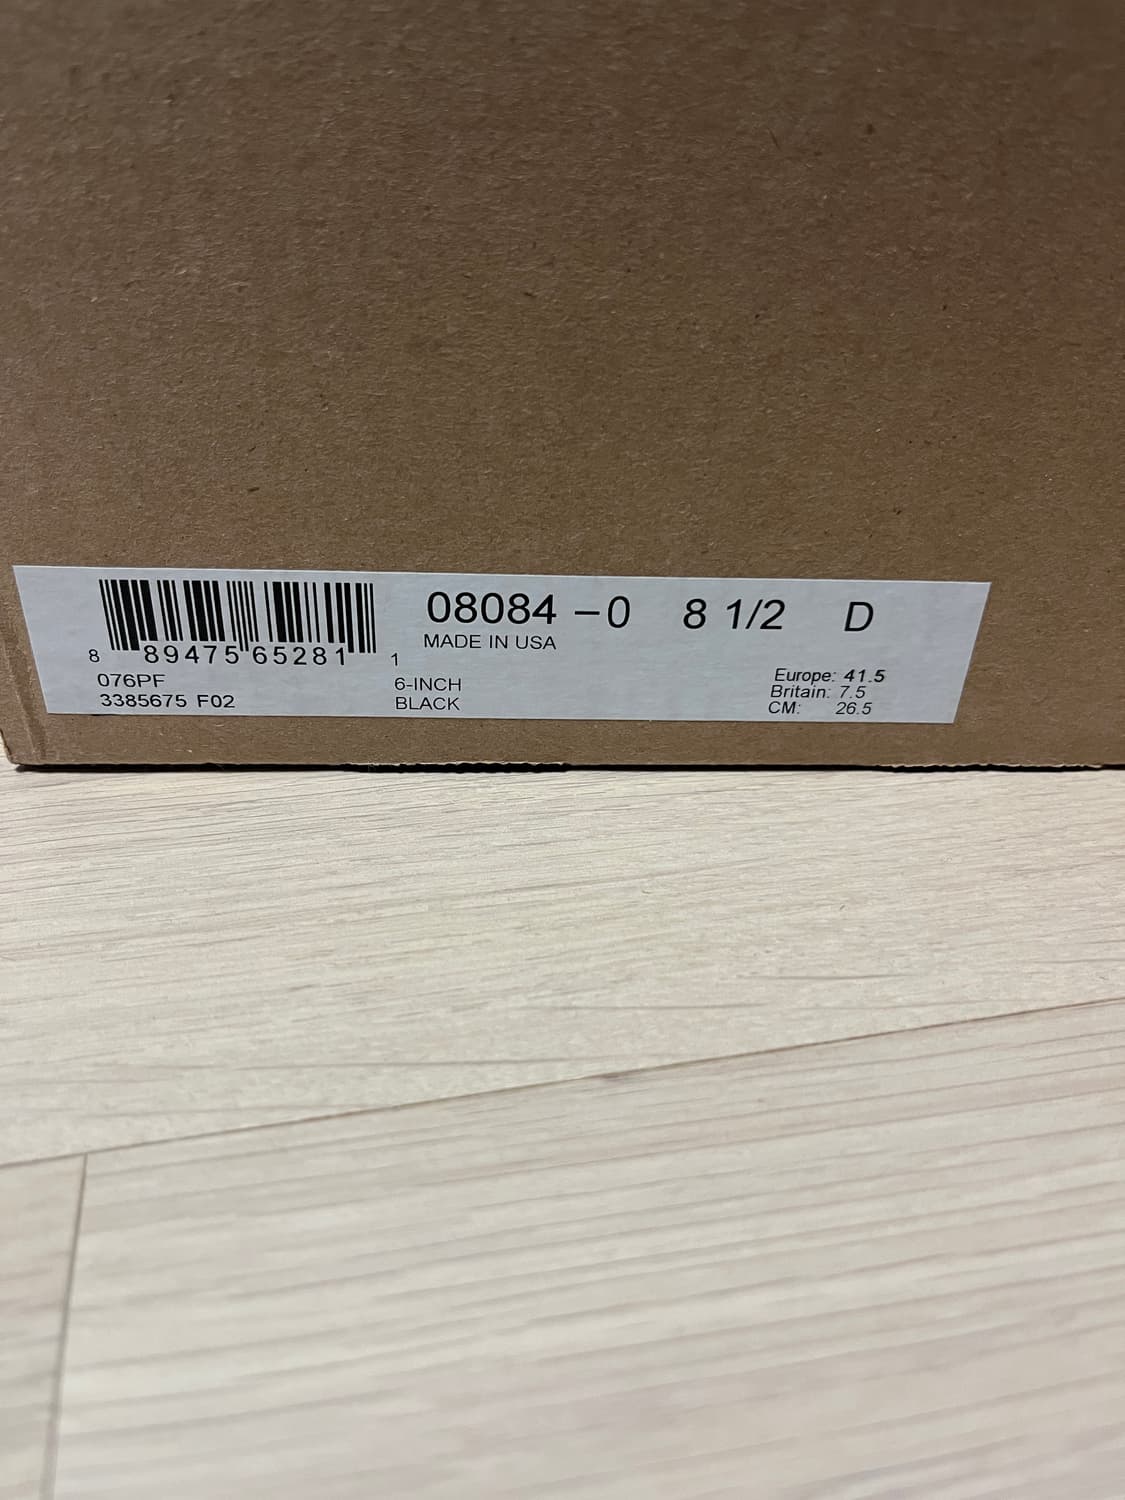 08084 –0 8 1/2 D
MADE IN USA
8 89475 65281 1
076PF
3385675 F02
6-INCH
BLACK
Europe: 41.5
Britain: 7.5
CM: 26.5